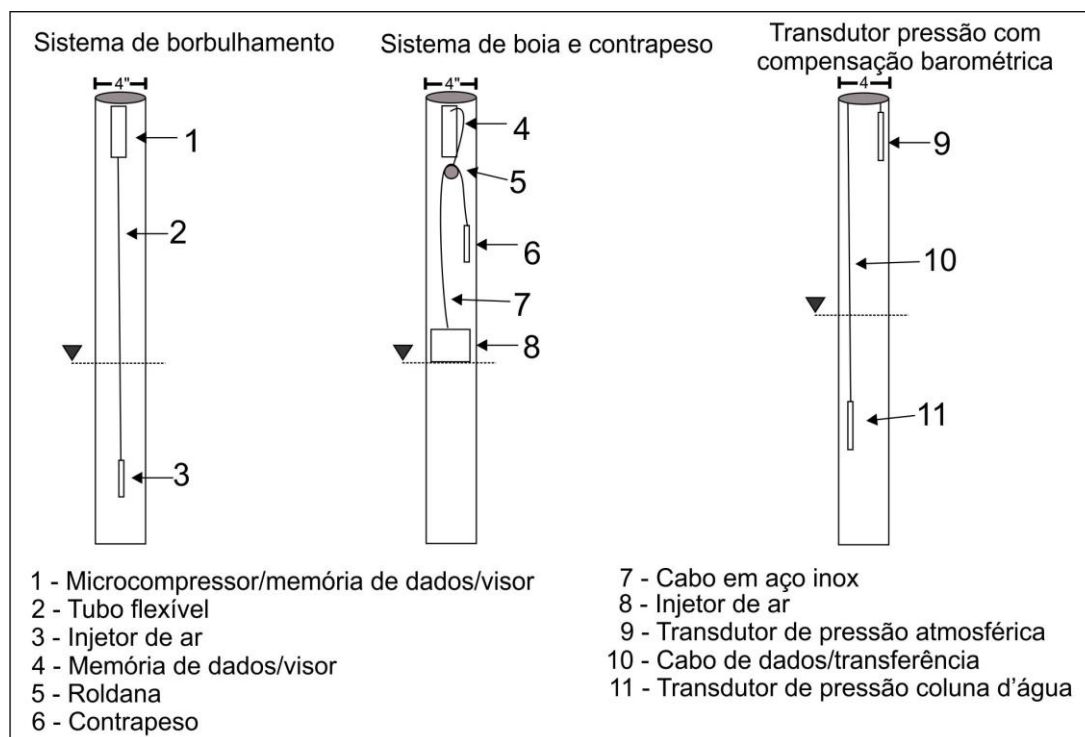 Sistema de borbulhamento
Sistema de boia e contrapeso
Transdutor pressão com
compensação barométrica
4"
4"
4
1
2
3
4
5
6
7
8
9
10
11
1 - Microcompressor/memória de dados/visor
2 - Tubo flexível
3 - Injetor de ar
4 - Memória de dados/visor
5 - Roldana
6 - Contrapeso
7 - Cabo em aço inox
8 - Injetor de ar
9 - Transdutor de pressão atmosférica
10 - Cabo de dados/transferência
11 - Transdutor de pressão coluna d'água